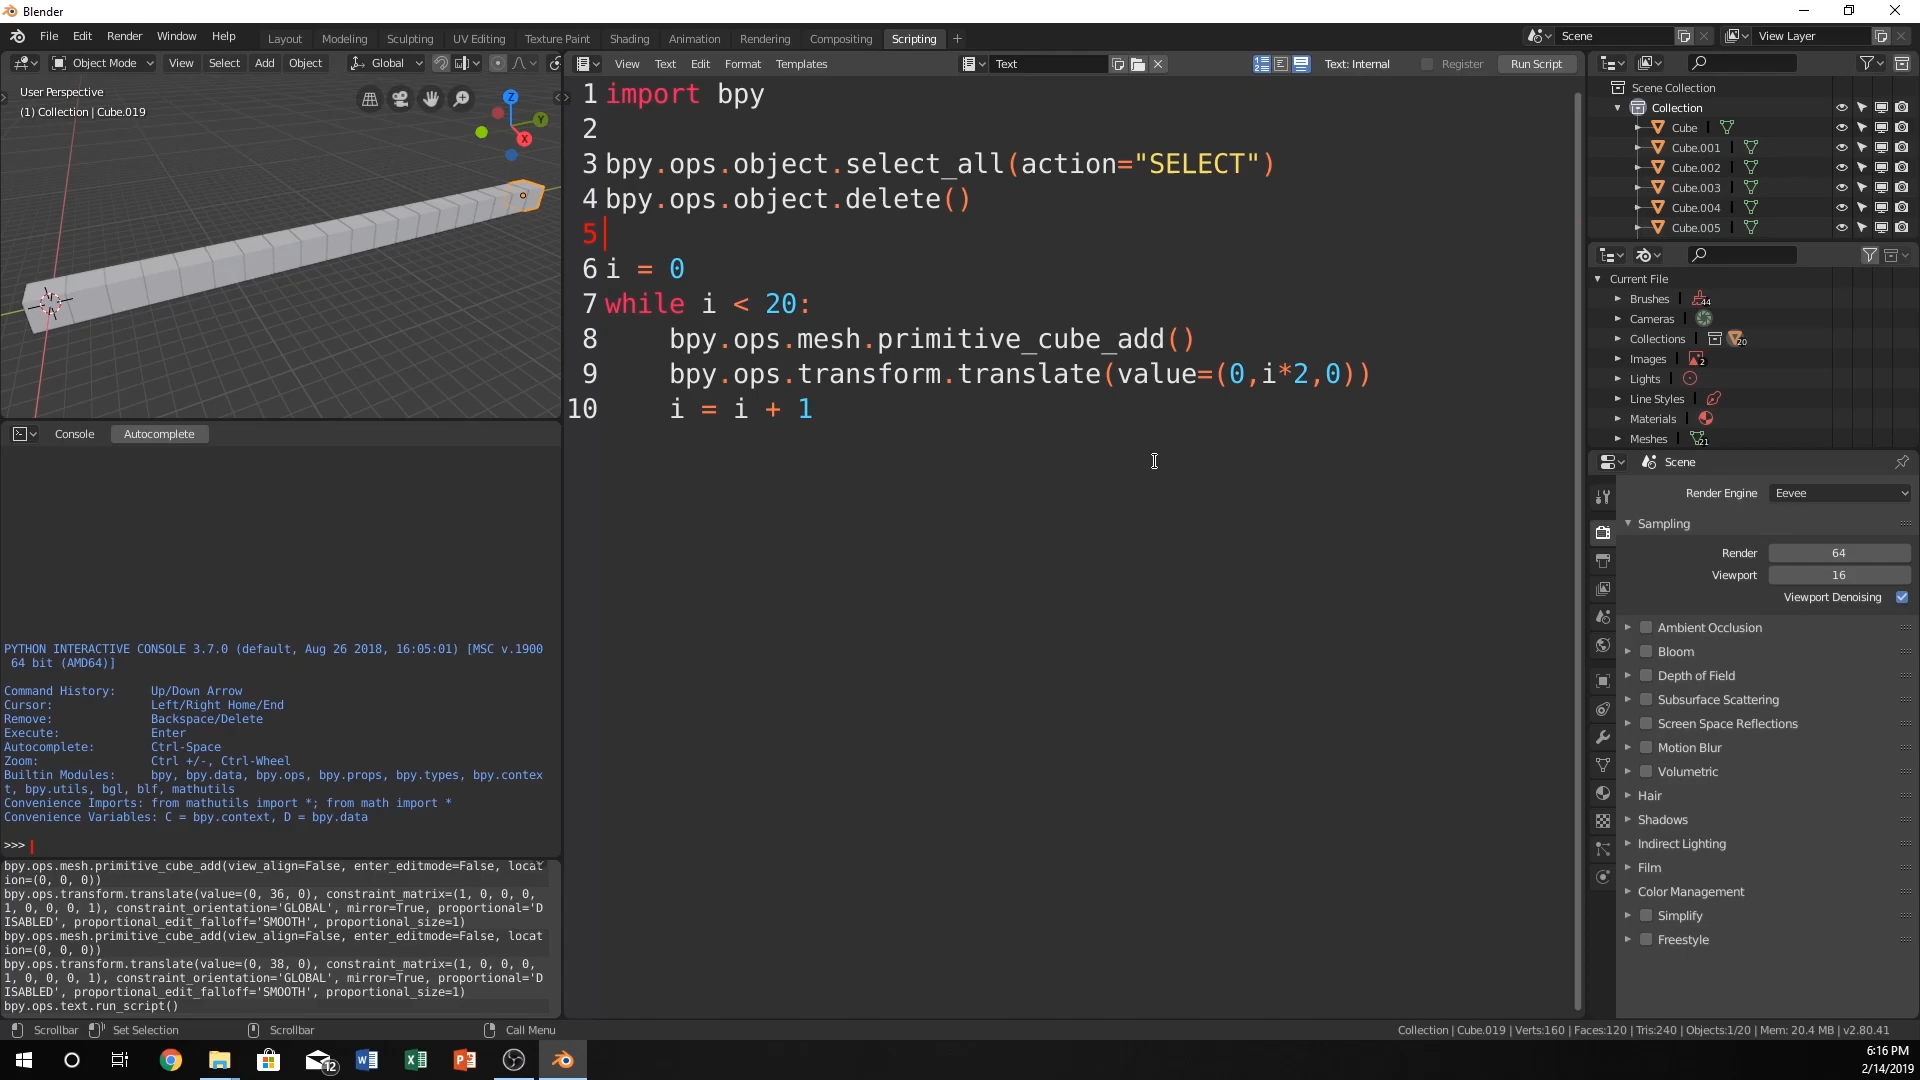 Blender
File Edit Render Window Help Layout Modeling Sculpting UV Editing Texture Paint Shading Animation Rendering Compositing Scripting + Scene View Layer
Object Mode View Select Add Object Global
View Text Edit Format Templates Text Text: Internal Register Run Script
User Perspective
(1) Collection | Cube.019
Z
Y
X
1 import bpy
2
3 bpy.ops.object.select_all(action="SELECT")
4 bpy.ops.object.delete()
5
6 i = 0
7 while i < 20:
8 bpy.ops.mesh.primitive_cube_add()
9 bpy.ops.transform.translate(value=(0,i*2,0))
10 i = i + 1
Console Autocomplete
PYTHON INTERACTIVE CONSOLE 3.7.0 (default, Aug 26 2018, 16:05:01) [MSC v.1900
64 bit (AMD64)]
Command History: Up/Down Arrow
Cursor: Left/Right Home/End
Remove: Backspace/Delete
Execute: Enter
Autocomplete: Ctrl-Space
Zoom: Ctrl +/-, Ctrl-Wheel
Builtin Modules: bpy, bpy.data, bpy.ops, bpy.props, bpy.types, bpy.contex
t, bpy.utils, bgl, blf, mathutils
Convenience Imports: from mathutils import *; from math import *
Convenience Variables: C = bpy.context, D = bpy.data
>>>
bpy.ops.mesh.primitive_cube_add(view_align=False, enter_editmode=False, locat
ion=(0, 0, 0))
bpy.ops.transform.translate(value=(0, 36, 0), constraint_matrix=(1, 0, 0, 0,
1, 0, 0, 0, 1), constraint_orientation='GLOBAL', mirror=True, proportional='D
ISABLED', proportional_edit_falloff='SMOOTH', proportional_size=1)
bpy.ops.mesh.primitive_cube_add(view_align=False, enter_editmode=False, locat
ion=(0, 0, 0))
bpy.ops.transform.translate(value=(0, 38, 0), constraint_matrix=(1, 0, 0, 0,
1, 0, 0, 0, 1), constraint_orientation='GLOBAL', mirror=True, proportional='D
ISABLED', proportional_edit_falloff='SMOOTH', proportional_size=1)
bpy.ops.text.run_script()
Scene Collection
Collection
Cube
Cube.001
Cube.002
Cube.003
Cube.004
Cube.005
Current File
Brushes 44
Cameras
Collections 20
Images 2
Lights
Line Styles
Materials
Meshes 21
Scene
Render Engine Eevee
Sampling
Render 64
Viewport 16
Viewport Denoising
Ambient Occlusion
Bloom
Depth of Field
Subsurface Scattering
Screen Space Reflections
Motion Blur
Volumetric
Hair
Shadows
Indirect Lighting
Film
Color Management
Simplify
Freestyle
Scrollbar Set Selection Scrollbar Call Menu Collection | Cube.019 | Verts:160 | Faces:120 | Tris:240 | Objects:1/20 | Mem: 20.4 MB | v2.80.41
12
6:16 PM
2/14/2019